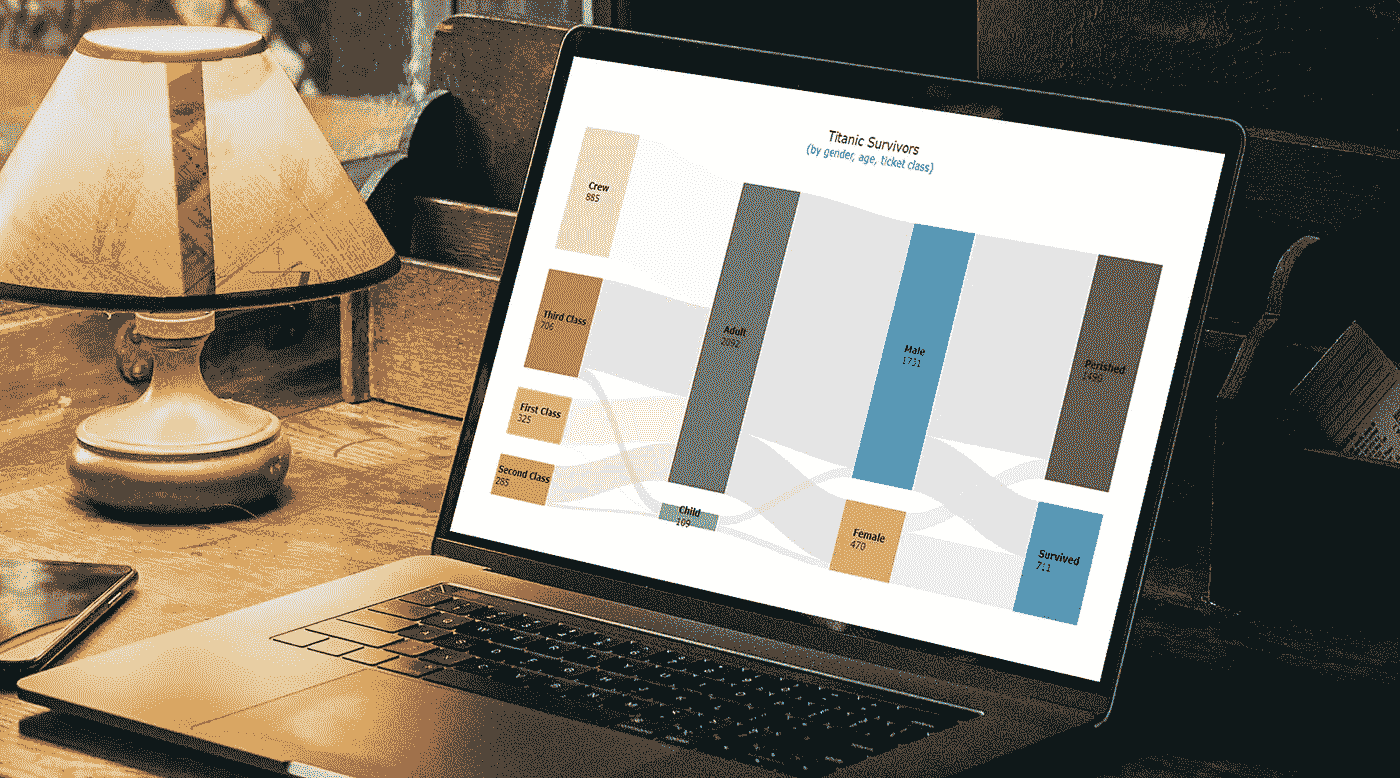 Titanic Survivors
(by gender, age, ticket class)
Crew
885
Third Class
706
First Class
325
Second Class
285
Adult
2092
Child
109
Male
1731
Female
470
Perished
1490
Survived
711